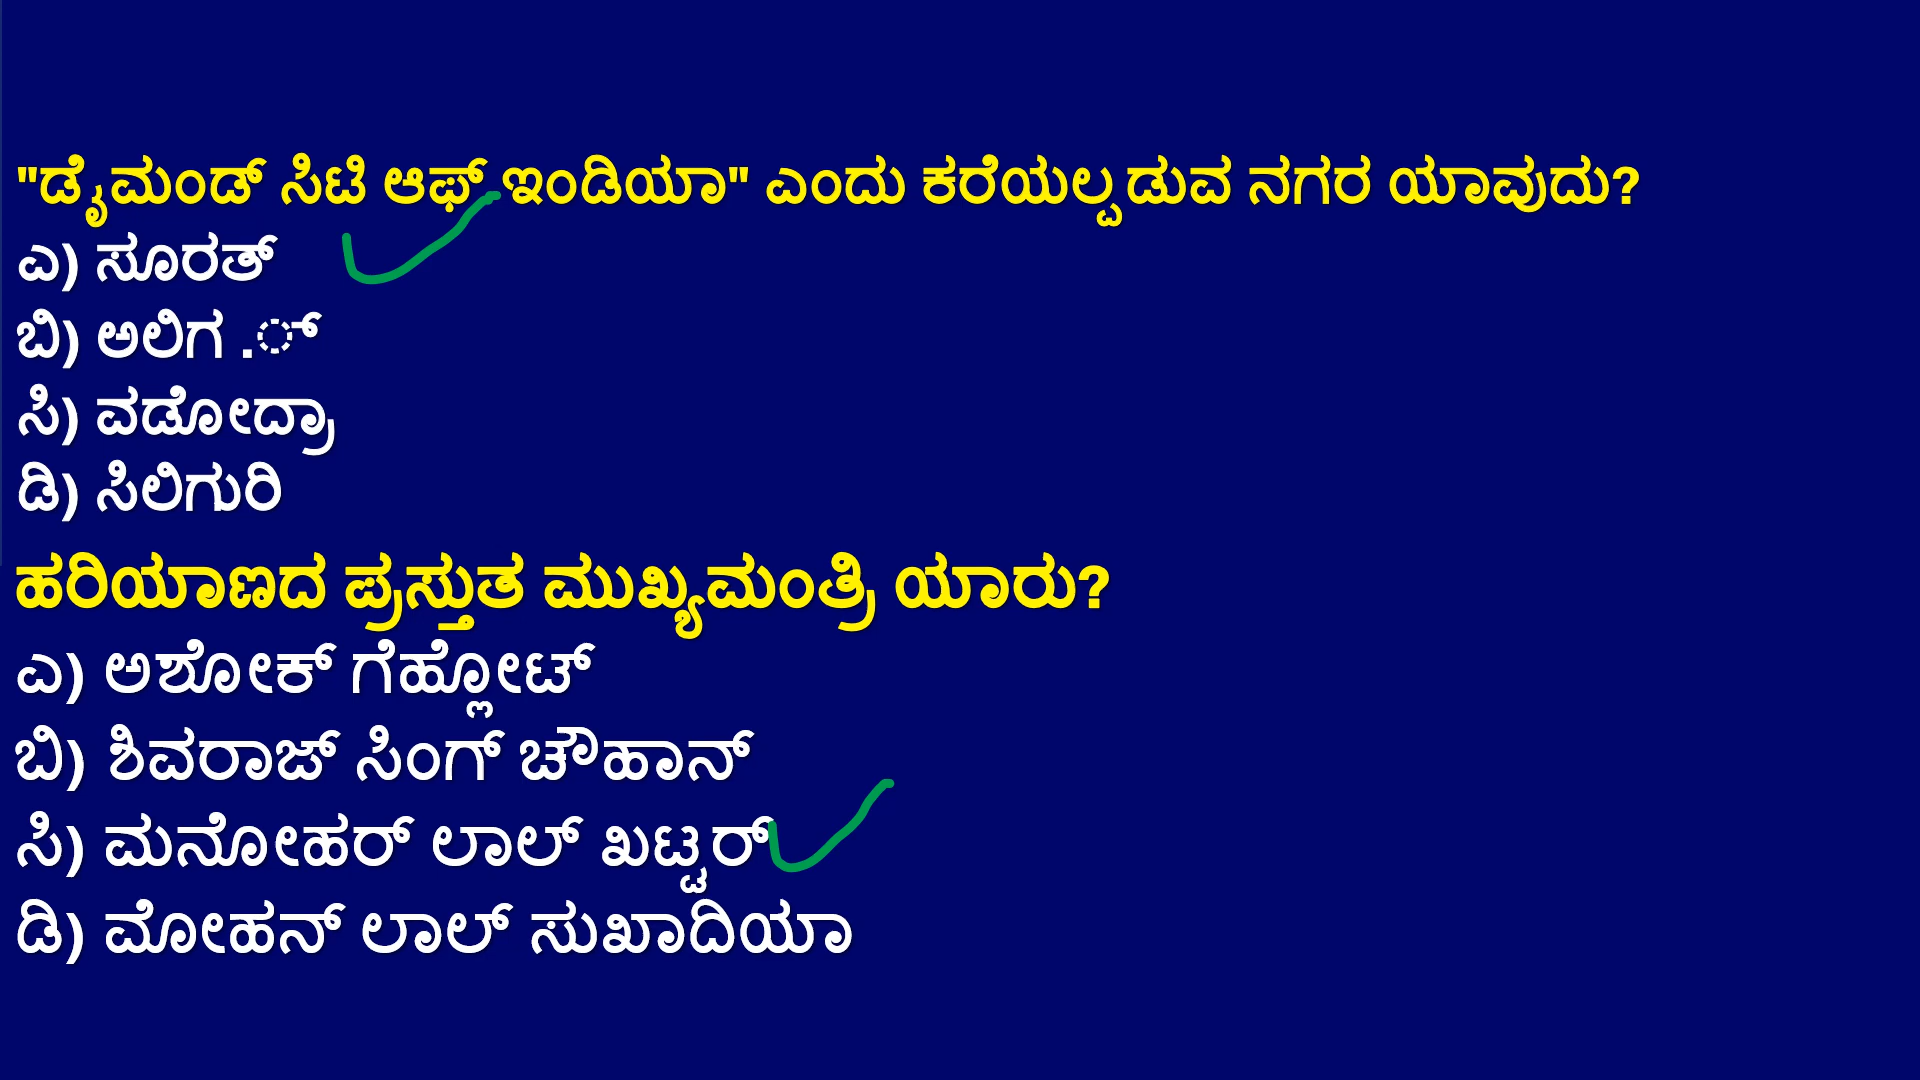 "ಡೈಮಂಡ್ ಸಿಟಿ ಆಫ್ ಇಂಡಿಯಾ" ಎಂದು ಕರೆಯಲ್ಪಡುವ ನಗರ ಯಾವುದು?
ಎ) ಸೂರತ್
ಬಿ) ಅಲಿಗ .್
ಸಿ) ವಡೋದ್ರಾ
ಡಿ) ಸಿಲಿಗುರಿ
ಹರಿಯಾಣದ ಪ್ರಸ್ತುತ ಮುಖ್ಯಮಂತ್ರಿ ಯಾರು?
ಎ) ಅಶೋಕ್ ಗೆಹ್ಲೋಟ್
ಬಿ) ಶಿವರಾಜ್ ಸಿಂಗ್ ಚೌಹಾನ್
ಸಿ) ಮನೋಹರ್ ಲಾಲ್ ಖಟ್ಟರ್
ಡಿ) ಮೋಹನ್ ಲಾಲ್ ಸುಖಾದಿಯಾ